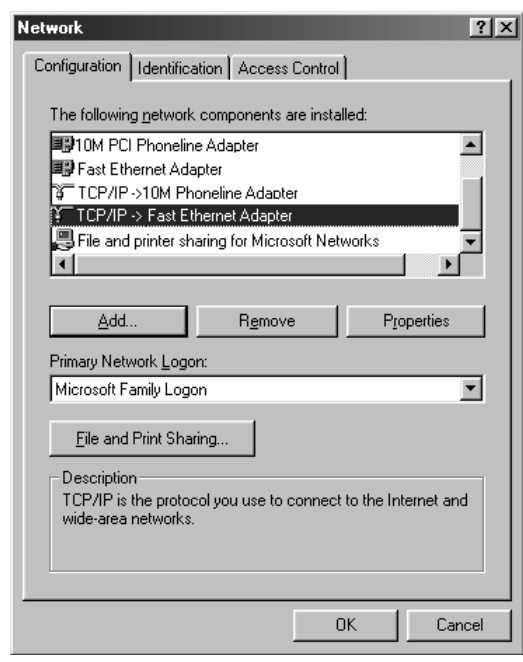 Network
Configuration Identification Access Control
The following network components are installed:
10M PCI Phoneline Adapter
Fast Ethernet Adapter
TCP/IP ->10M Phoneline Adapter
TCP/IP -> Fast Ethernet Adapter
File and printer sharing for Microsoft Networks
Add... Remove Properties
Primary Network Logon:
Microsoft Family Logon
File and Print Sharing...
Description
TCP/IP is the protocol you use to connect to the Internet and
wide-area networks.
OK Cancel